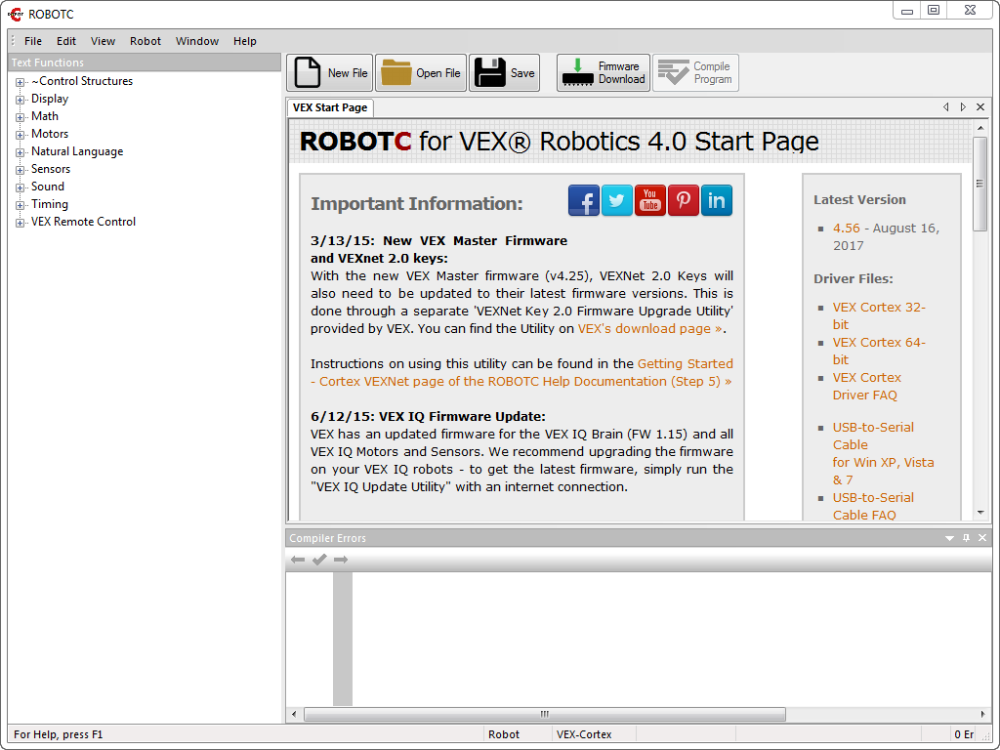 ROBOTC
File Edit View Robot Window Help
Text Functions
~Control Structures
Display
Math
Motors
Natural Language
Sensors
Sound
Timing
VEX Remote Control
New File
Open File
Save
Firmware
Download
Compile
Program
VEX Start Page
ROBOTC for VEX® Robotics 4.0 Start Page
Important Information:
You
Tube
3/13/15: New VEX Master Firmware
and VEXnet 2.0 keys:
With the new VEX Master firmware (v4.25), VEXNet 2.0 Keys will
also need to be updated to their latest firmware versions. This is
done through a separate 'VEXNet Key 2.0 Firmware Upgrade Utility'
provided by VEX. You can find the Utility on VEX's download page ».
Instructions on using this utility can be found in the Getting Started
- Cortex VEXNet page of the ROBOTC Help Documentation (Step 5) »
6/12/15: VEX IQ Firmware Update:
VEX has an updated firmware for the VEX IQ Brain (FW 1.15) and all
VEX IQ Motors and Sensors. We recommend upgrading the firmware
on your VEX IQ robots - to get the latest firmware, simply run the
"VEX IQ Update Utility" with an internet connection.
Latest Version
4.56 - August 16,
2017
Driver Files:
VEX Cortex 32-
bit
VEX Cortex 64-
bit
VEX Cortex
Driver FAQ
USB-to-Serial
Cable
for Win XP, Vista
& 7
USB-to-Serial
Cable FAQ
Compiler Errors
For Help, press F1
Robot
VEX-Cortex
0 Er